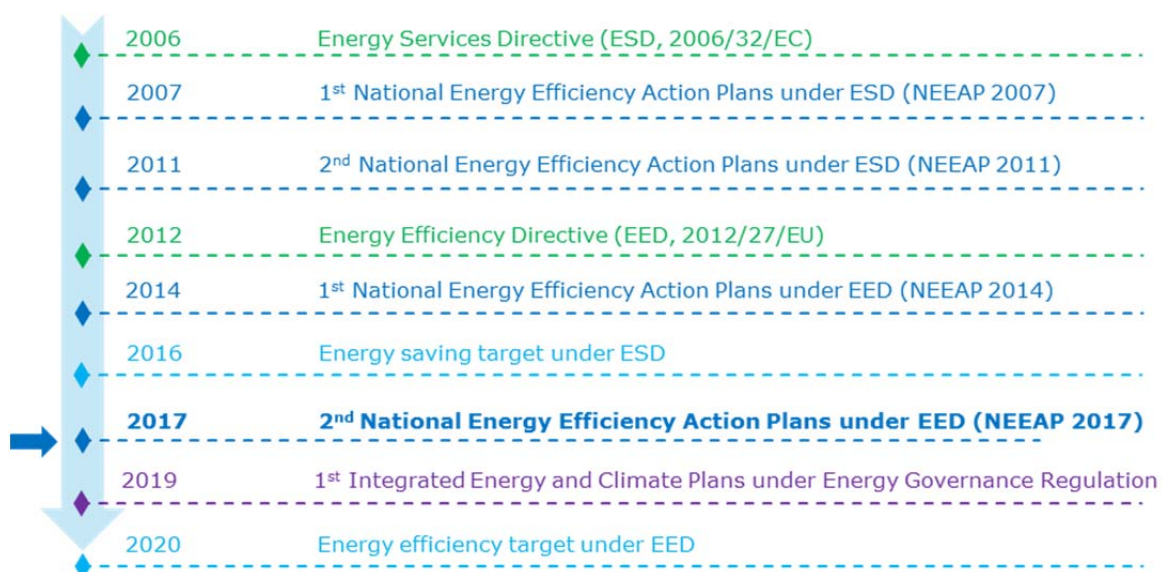 2006 Energy Services Directive (ESD, 2006/32/EC)
2007 1st National Energy Efficiency Action Plans under ESD (NEEAP 2007)
2011 2nd National Energy Efficiency Action Plans under ESD (NEEAP 2011)
2012 Energy Efficiency Directive (EED, 2012/27/EU)
2014 1st National Energy Efficiency Action Plans under EED (NEEAP 2014)
2016 Energy saving target under ESD
2017 2nd National Energy Efficiency Action Plans under EED (NEEAP 2017)
2019 1st Integrated Energy and Climate Plans under Energy Governance Regulation
2020 Energy efficiency target under EED